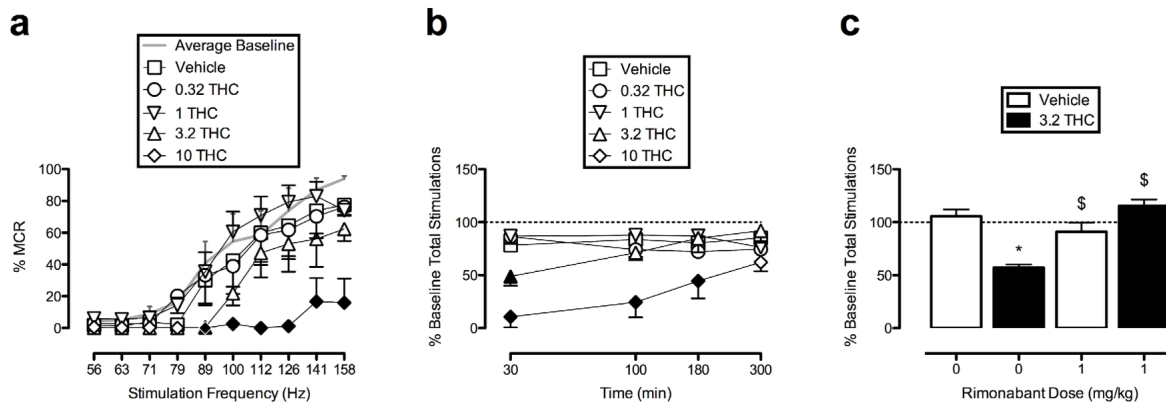 a
Average Baseline
Vehicle
0.32 THC
1 THC
3.2 THC
10 THC
% MCR
100
80
60
40
20
0
56 63 71 79 89 100 112 126 141 158
Stimulation Frequency (Hz)
b
Vehicle
0.32 THC
1 THC
3.2 THC
10 THC
% Baseline Total Stimulations
150
100
50
0
30 100 180 300
Time (min)
c
Vehicle
3.2 THC
% Baseline Total Stimulations
150
100
50
0
* $ $
0 0 1 1
Rimonabant Dose (mg/kg)